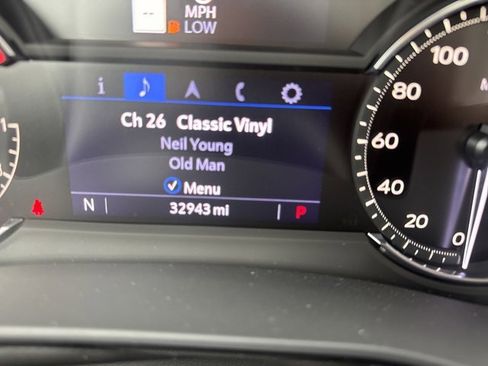 --
MPH
LOW
100
80
60
40
20
0
1
i
Ch 26 Classic Vinyl
Neil Young
Old Man
Menu
N 32943 mi P